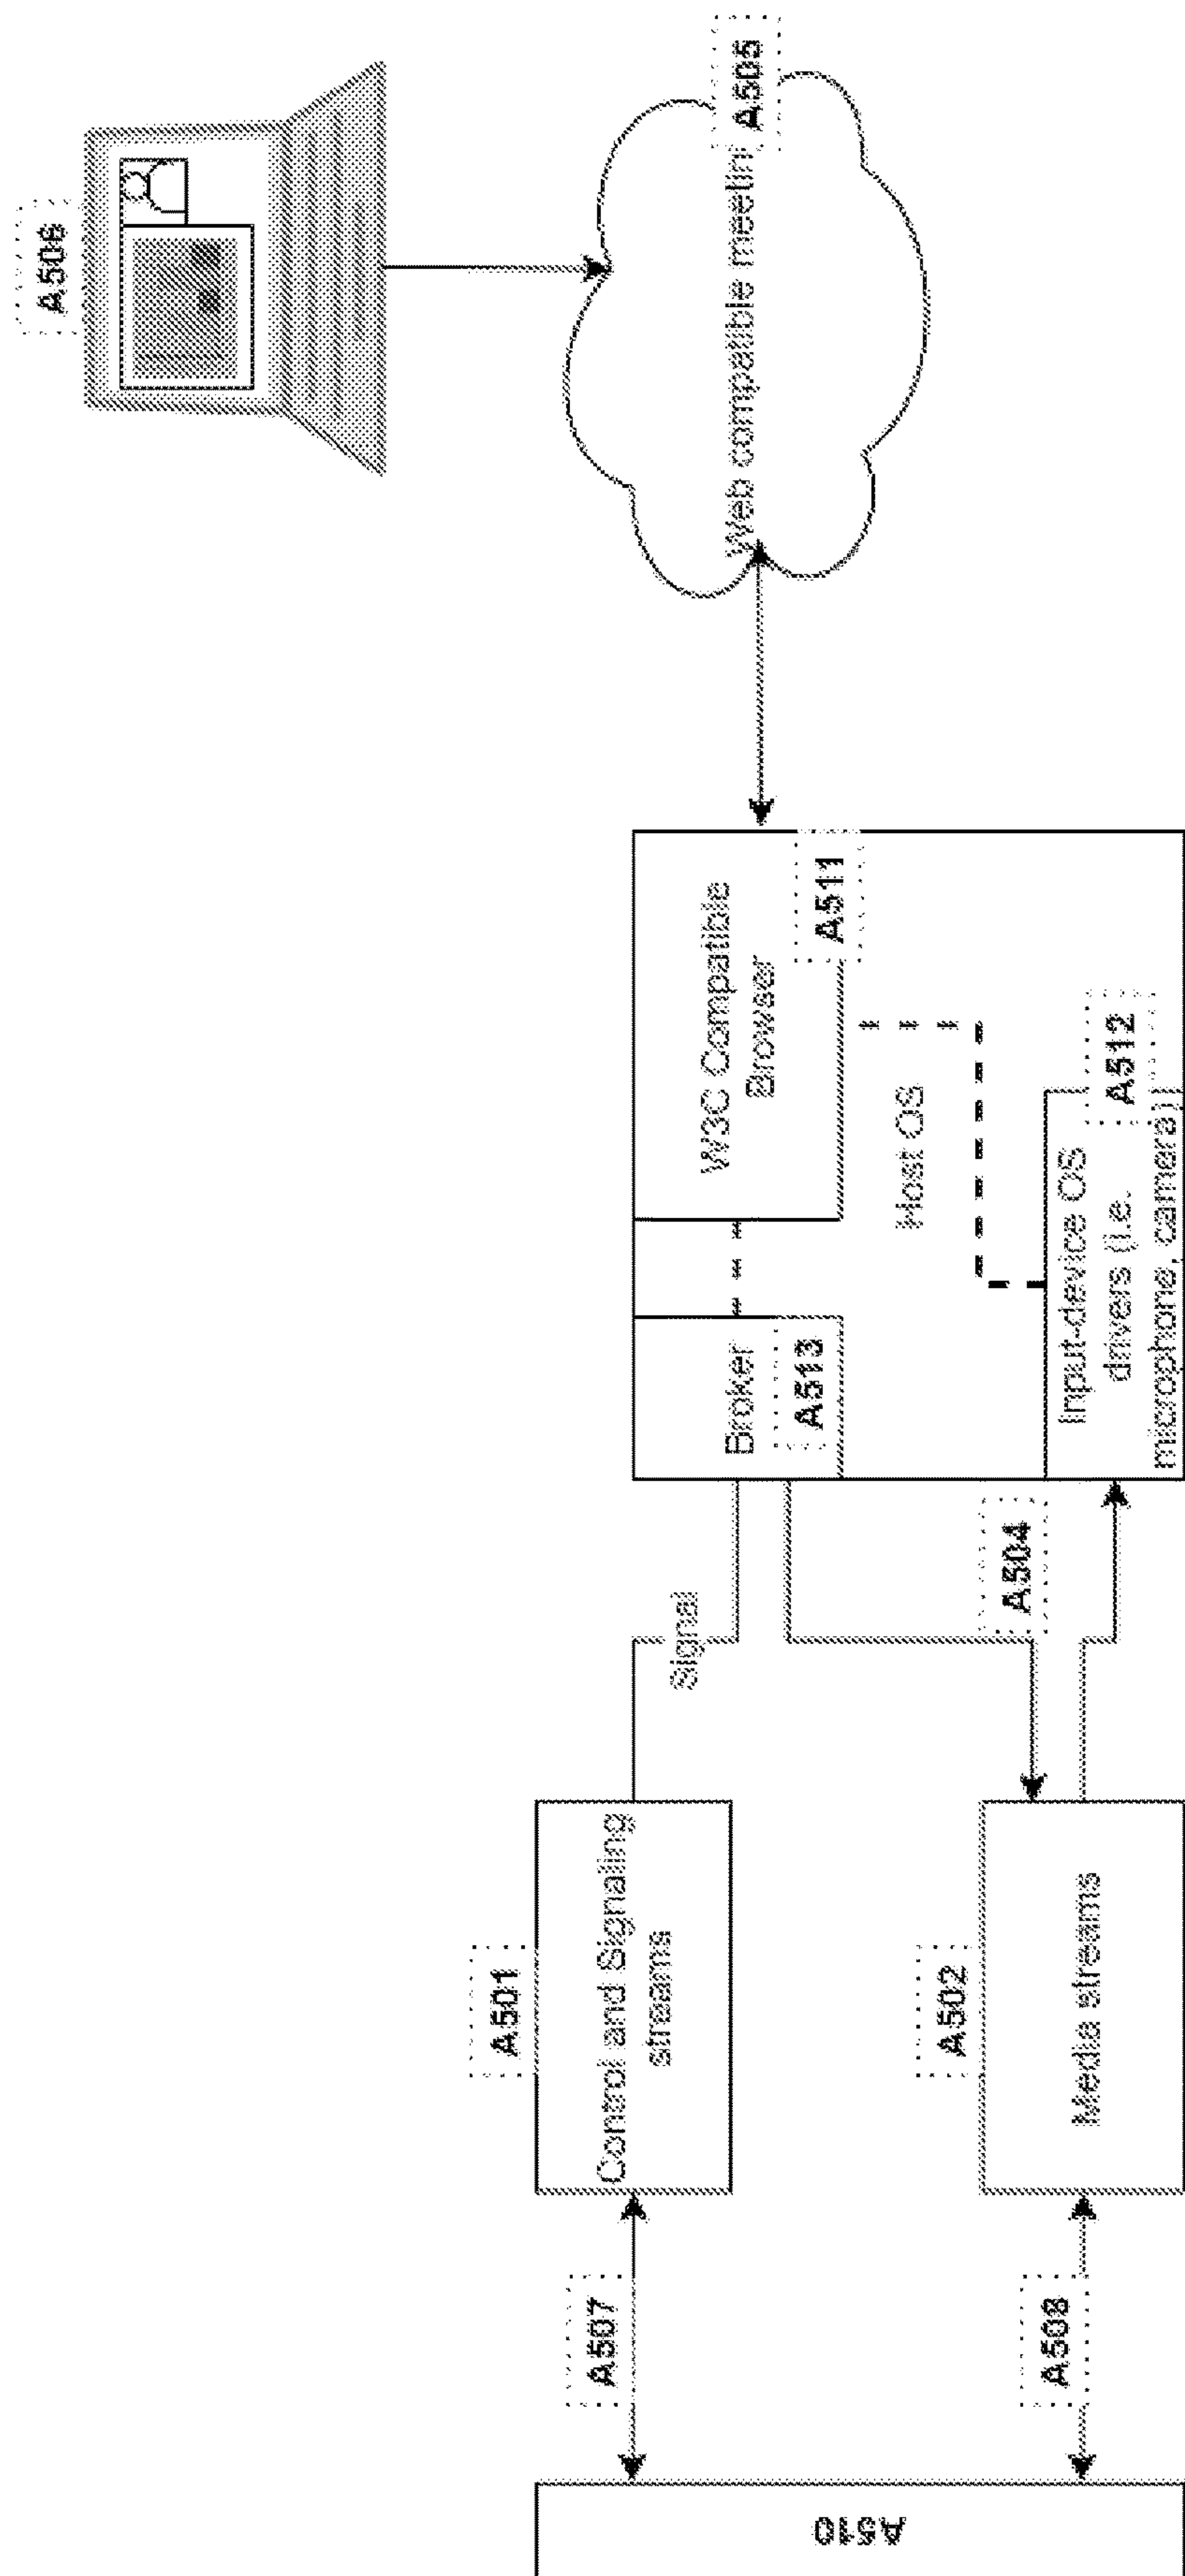 A506
A505
Web compatible meetin
W3C Compatible
Browser
A511
Host OS
Input-device OS
drivers (i.e.
microphone, camera))
A512
Broker
A513
Signal
A504
A501
Control and Signaling
streams
A502
Media streams
A507
A508
A510